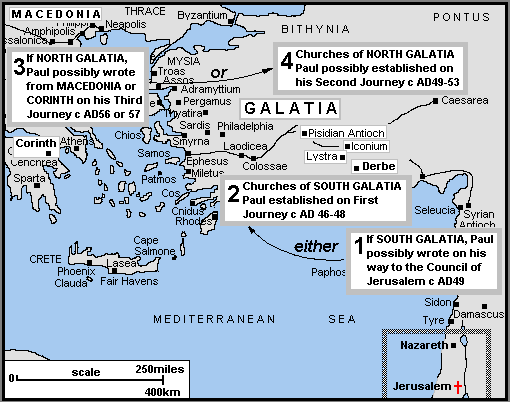 MACEDONIA
THRACE
Byzantium
PONTUS
BITHYNIA
Philippi
Neapolis
Amphipolis
ssalonica
3 If NORTH GALATIA,
Paul possibly wrote
from MACEDONIA or
CORINTH on his Third
Journey c AD56 or 57
MYSIA
Troas
Assos
or
4 Churches of NORTH GALATIA
Paul possibly established on
his Second Journey c AD49-53
Adramyttium
Pergamus
Thyatira
GALATIA
Caesarea
Sardis
Philadelphia
Chios
Smyrna
Pisidian Antioch
Iconium
Lystra
Derbe
Corinth
Athens
Cenchrea
Sparta
Samos
Ephesus
Laodicea
Colossae
Miletus
Patmos
Cos
Cnidus
Rhodes
2 Churches of SOUTH GALATIA
Paul established on First
Journey c AD 46-48
Seleucia
Syrian
Antioch
either
1 If SOUTH GALATIA, Paul
possibly wrote on his
way to the Council of
Jerusalem c AD49
Cape
Salmone
CRETE
Lasea
Phoenix
Clauda
Fair Havens
Paphos
MEDITERRANEAN SEA
Sidon
Damascus
Tyre
Nazareth
Jerusalem
scale
250miles
0
400km